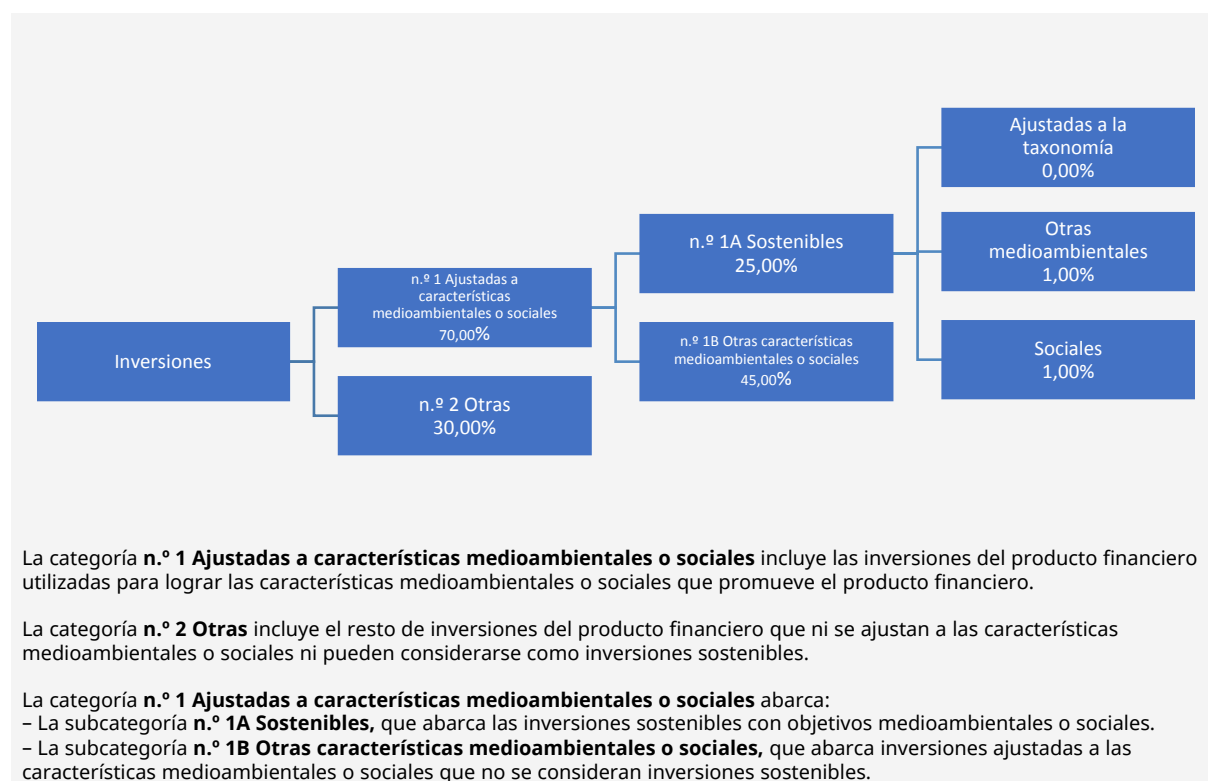 Inversiones
n.º 1 Ajustadas a
características
medioambientales o sociales
70,00%
n.º 2 Otras
30,00%
n.º 1A Sostenibles
25,00%
n.º 1B Otras características
medioambientales o sociales
45,00%
Ajustadas a la
taxonomía
0,00%
Otras
medioambientales
1,00%
Sociales
1,00%
La categoría n.º 1 Ajustadas a características medioambientales o sociales incluye las inversiones del producto financiero
utilizadas para lograr las características medioambientales o sociales que promueve el producto financiero.
La categoría n.º 2 Otras incluye el resto de inversiones del producto financiero que ni se ajustan a las características
medioambientales o sociales ni pueden considerarse como inversiones sostenibles.
La categoría n.º 1 Ajustadas a características medioambientales o sociales abarca:
– La subcategoría n.º 1A Sostenibles, que abarca las inversiones sostenibles con objetivos medioambientales o sociales.
– La subcategoría n.º 1B Otras características medioambientales o sociales, que abarca inversiones ajustadas a las
características medioambientales o sociales que no se consideran inversiones sostenibles.